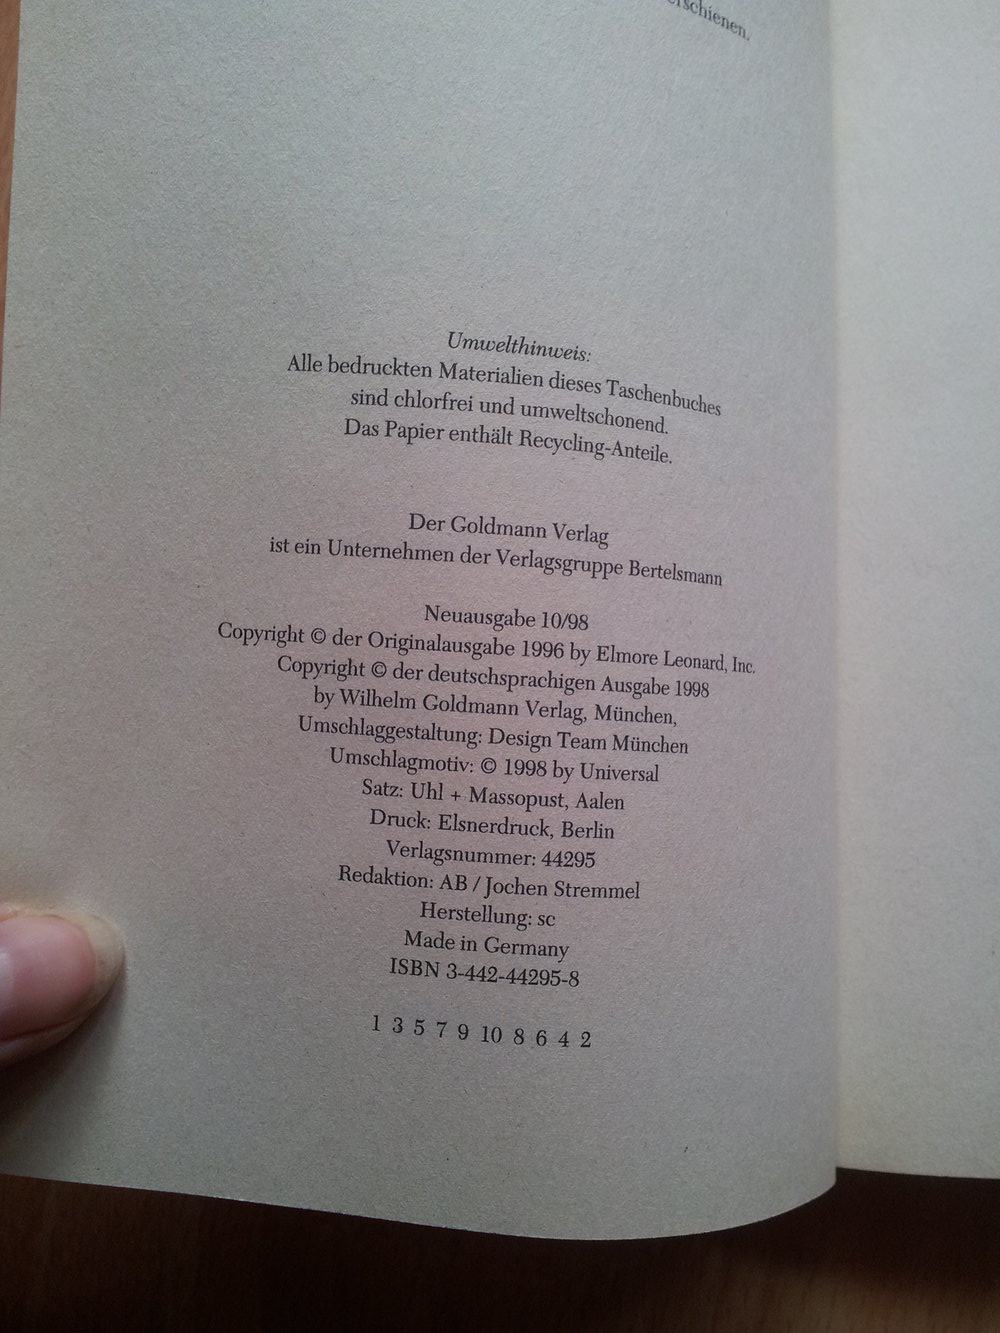 erschienen.
Umwelthinweis:
Alle bedruckten Materialien dieses Taschenbuches
sind chlorfrei und umweltschonend.
Das Papier enthält Recycling-Anteile.
Der Goldmann Verlag
ist ein Unternehmen der Verlagsgruppe Bertelsmann
Neuausgabe 10/98
Copyright © der Originalausgabe 1996 by Elmore Leonard, Inc.
Copyright © der deutschsprachigen Ausgabe 1998
by Wilhelm Goldmann Verlag, München,
Umschlaggestaltung: Design Team München
Umschlagmotiv: © 1998 by Universal
Satz: Uhl + Massopust, Aalen
Druck: Elsnerdruck, Berlin
Verlagsnummer: 44295
Redaktion: AB / Jochen Stremmel
Herstellung: sc
Made in Germany
ISBN 3-442-44295-8
1 3 5 7 9 10 8 6 4 2